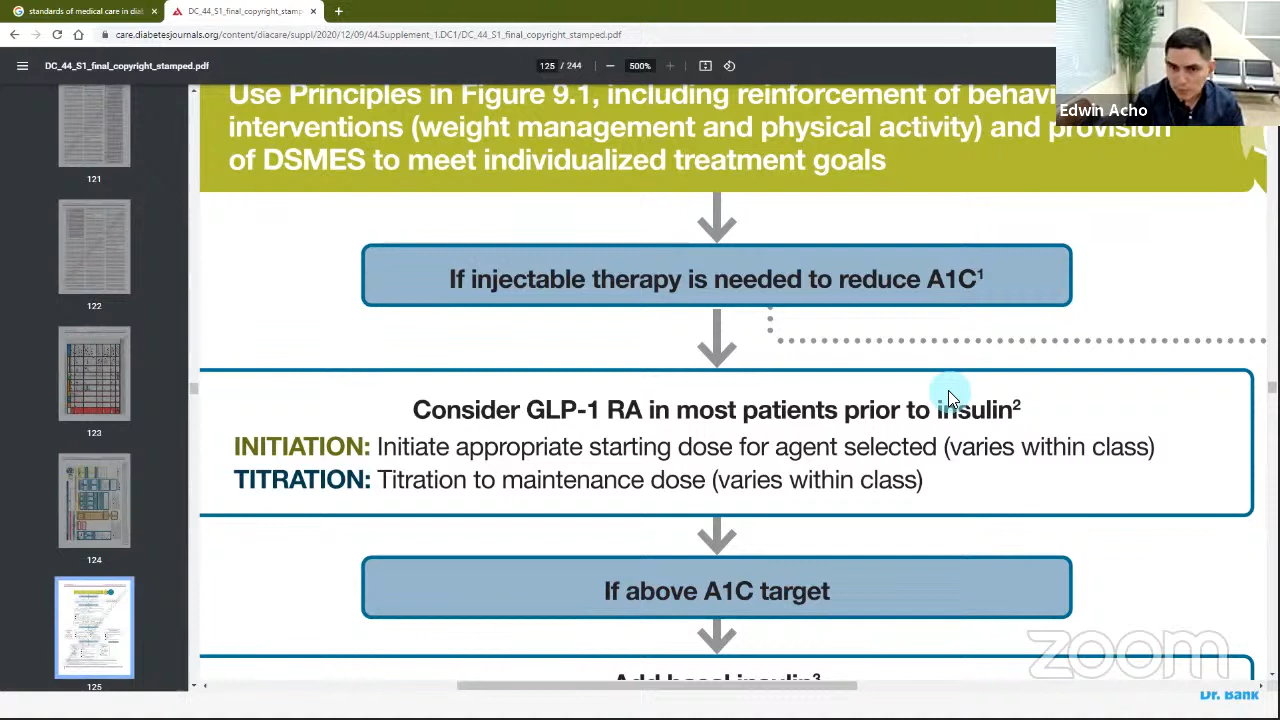 standards of medical care in diab
DC_44_S1_final_copyright_stamp
care.diabetesjournals.org/content/diacare/suppl/2020/12/09/44.Supplement_1.DC1/DC_44_S1_final_copyright_stamped.pdf
DC_44_S1_final_copyright_stamped.pdf
125 / 244
500%
Edwin Acho
121
122
123
124
125
Use Principles in Figure 9.1, including reinforcement of behavi
interventions (weight management and physical activity) and provision
of DSMES to meet individualized treatment goals
If injectable therapy is needed to reduce A1C¹
Consider GLP-1 RA in most patients prior to insulin²
INITIATION: Initiate appropriate starting dose for agent selected (varies within class)
TITRATION: Titration to maintenance dose (varies within class)
If above A1C target
Add basal insulin³
zoom
Dr. Bank